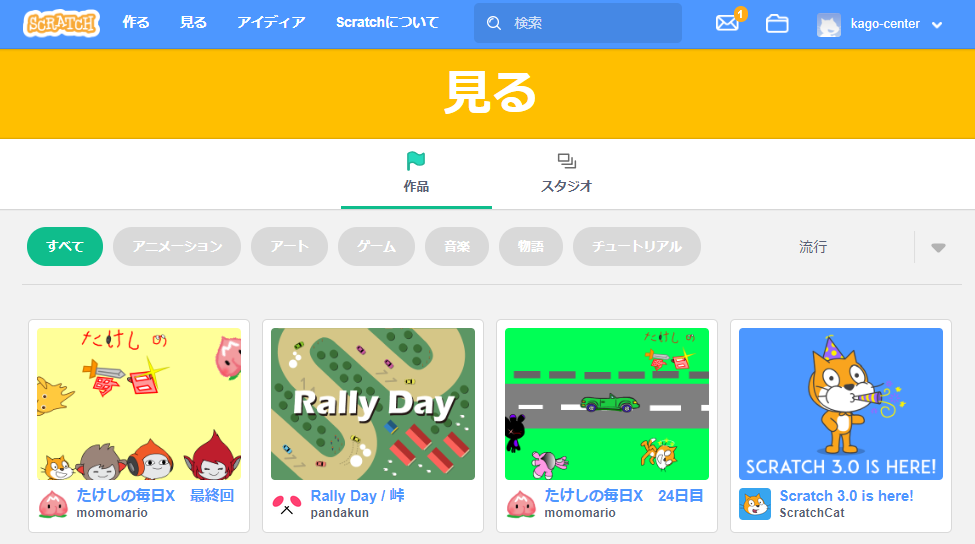 SCRATCH 作る 見る アイディア Scratchについて 検索 1 kago-center
見る
作品 スタジオ
すべて アニメーション アート ゲーム 音楽 物語 チュートリアル 流行
たけしの
毎日
Rally Day
たけしの
毎日
SCRATCH 3.0 IS HERE!
たけしの毎日X　最終回
momomario
Rally Day / 峠
pandakun
たけしの毎日X　24日目
momomario
Scratch 3.0 is here!
ScratchCat